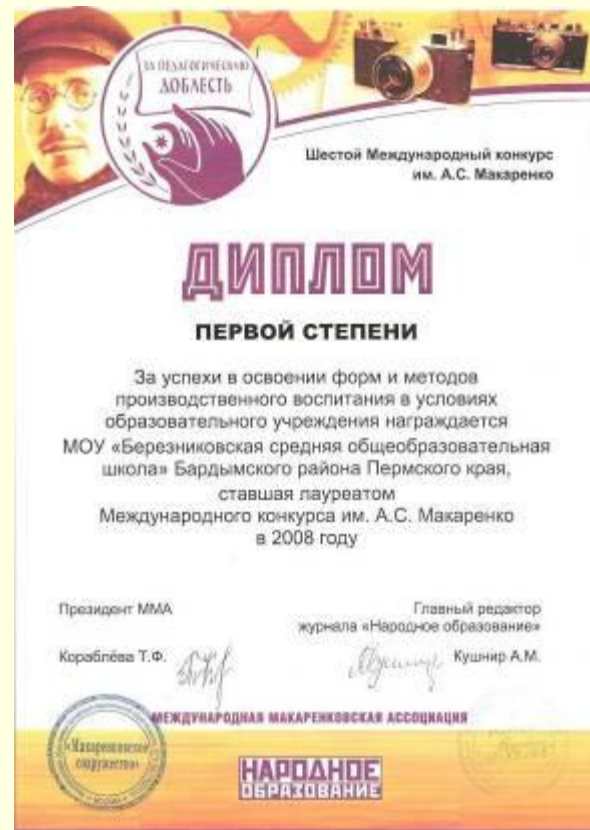 ЗА ПЕДАГОГИЧЕСКУЮ
ДОБЛЕСТЬ
Шестой Международный конкурс
им. А.С. Макаренко
ДИПЛОМ
ПЕРВОЙ СТЕПЕНИ
За успехи в освоении форм и методов
производственного воспитания в условиях
образовательного учреждения награждается
МОУ «Березниковская средняя общеобразовательная
школа» Бардымского района Пермского края,
ставшая лауреатом
Международного конкурса им. А.С. Макаренко
в 2008 году
Президент ММА
Главный редактор
журнала «Народное образование»
Кораблёва Т.Ф.
Кушнир А.М.
МЕЖДУНАРОДНАЯ МАКАРЕНКОВСКАЯ АССОЦИАЦИЯ
«Макаренковское
содружество»
НАРОДНОЕ
ОБРАЗОВАНИЕ